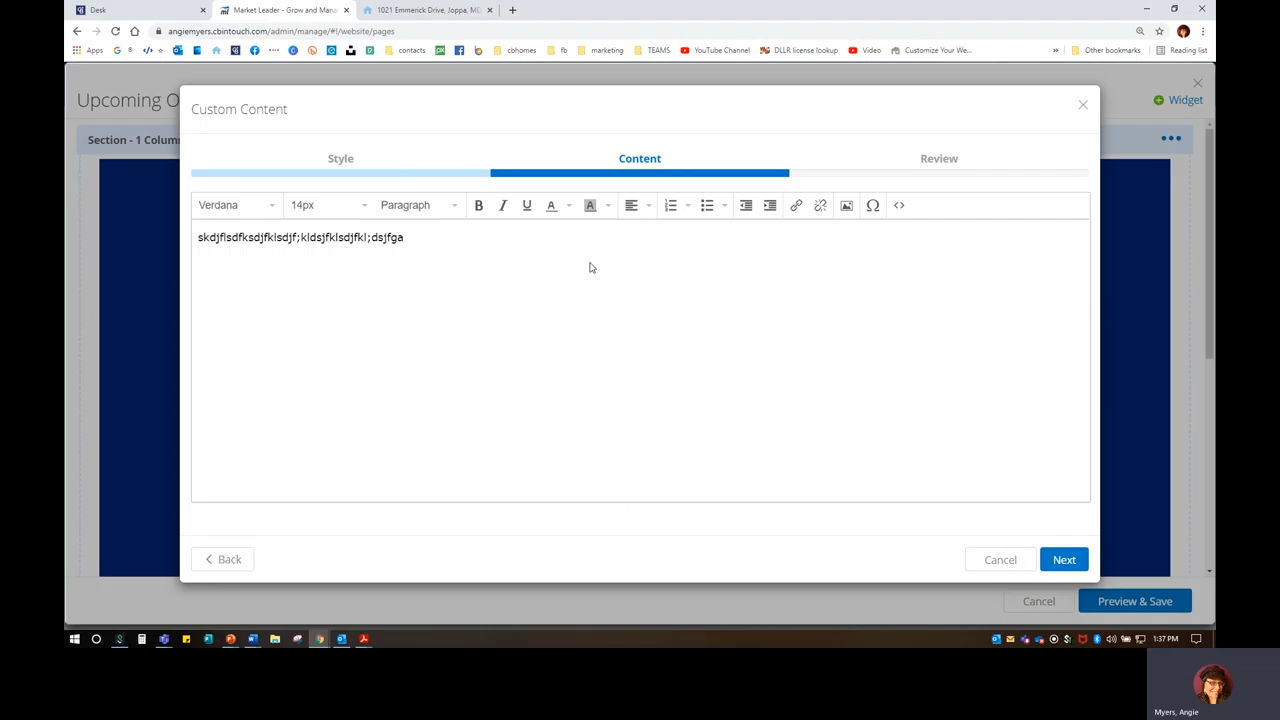 Desk
Market Leader - Grow and Mana
1021 Emmerick Drive, Joppa, MD
angiemyers.cbintouch.com/admin/manage/#!/website/pages
Apps
contacts
cbhomes
fb
marketing
TEAMS
YouTube Channel
DLLR license lookup
Video
Customize Your We...
Other bookmarks
Reading list
Upcoming O
Widget
Section - 1 Colum
Custom Content
Style
Content
Review
Verdana
14px
Paragraph
skdjflsdfksdjfklsdjf;kldsjfklsdjfkl;dsjfga
Back
Cancel
Next
Cancel
Preview & Save
1:37 PM
Myers, Angie